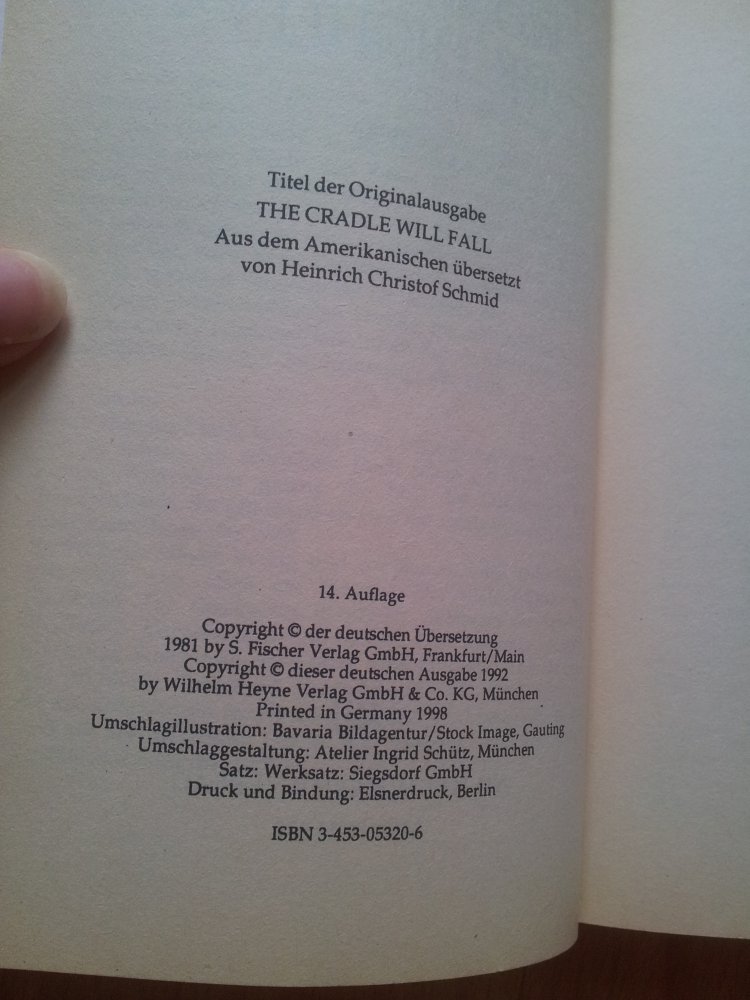 Titel der Originalausgabe
THE CRADLE WILL FALL
Aus dem Amerikanischen übersetzt
von Heinrich Christof Schmid
14. Auflage
Copyright © der deutschen Übersetzung
1981 by S. Fischer Verlag GmbH, Frankfurt/Main
Copyright © dieser deutschen Ausgabe 1992
by Wilhelm Heyne Verlag GmbH & Co. KG, München
Printed in Germany 1998
Umschlagillustration: Bavaria Bildagentur/Stock Image, Gauting
Umschlaggestaltung: Atelier Ingrid Schütz, München
Satz: Werksatz: Siegsdorf GmbH
Druck und Bindung: Elsnerdruck, Berlin
ISBN 3-453-05320-6